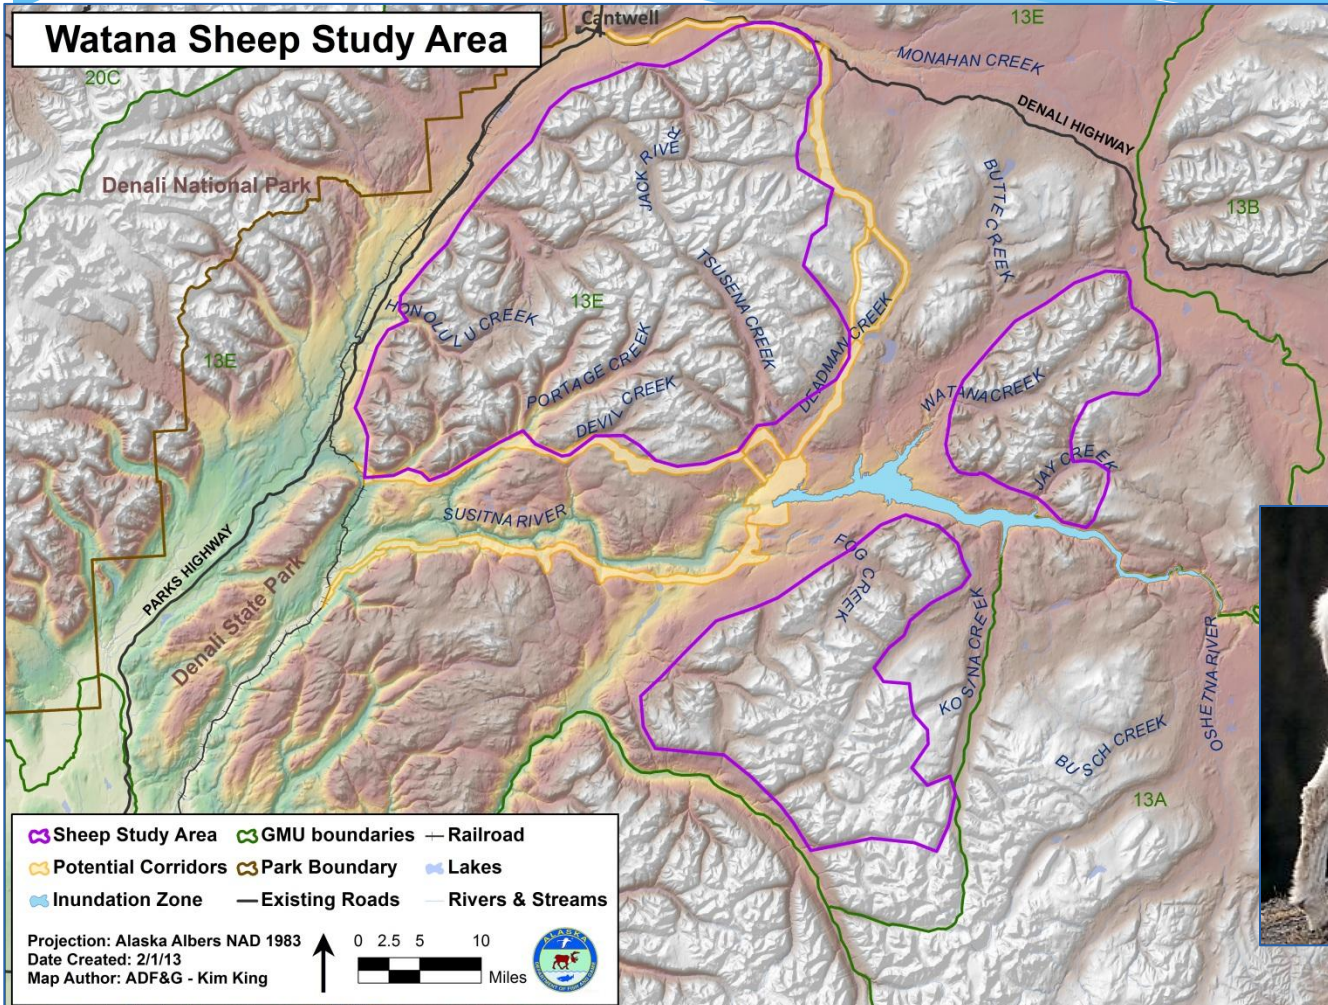 Watana Sheep Study Area
Cantwell
13E
20C
MONAHAN CREEK
DENALI HIGHWAY
JACK RIVER
Denali National Park
BUTTE CREEK
13B
TSUSENA CREEK
13E
HONOLULU CREEK
13E
PORTAGE CREEK
DEADMAN CREEK
DEVIL CREEK
WATANA CREEK
JAY CREEK
SUSITNA RIVER
PARKS HIGHWAY
FOG CREEK
Denali State Park
KOSINA CREEK
OSHETNA RIVER
BUSCH CREEK
13A
Sheep Study Area GMU boundaries Railroad
Potential Corridors Park Boundary Lakes
Inundation Zone Existing Roads Rivers & Streams
Projection: Alaska Albers NAD 1983
Date Created: 2/1/13
Map Author: ADF&G - Kim King
0 2.5 5 10
Miles
ALASKA